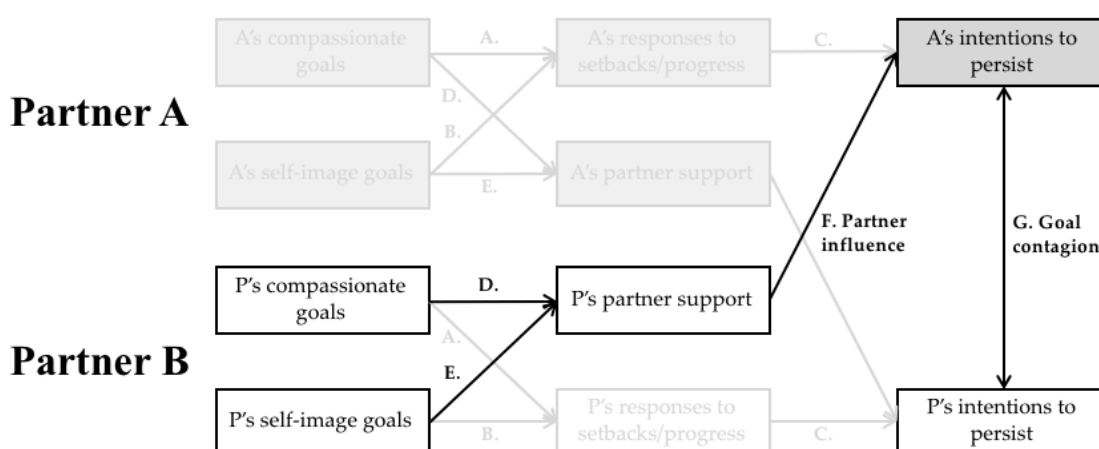 A's compassionate
goals
A.
A's responses to
setbacks/progress
C.
A's intentions to
persist
Partner A
D.
B.
A's self-image goals
E.
A's partner support
F. Partner
influence
G. Goal
contagion
P's compassionate
goals
D.
P's partner support
A.
Partner B
E.
P's self-image goals
B.
P's responses to
setbacks/progress
C.
P's intentions to
persist